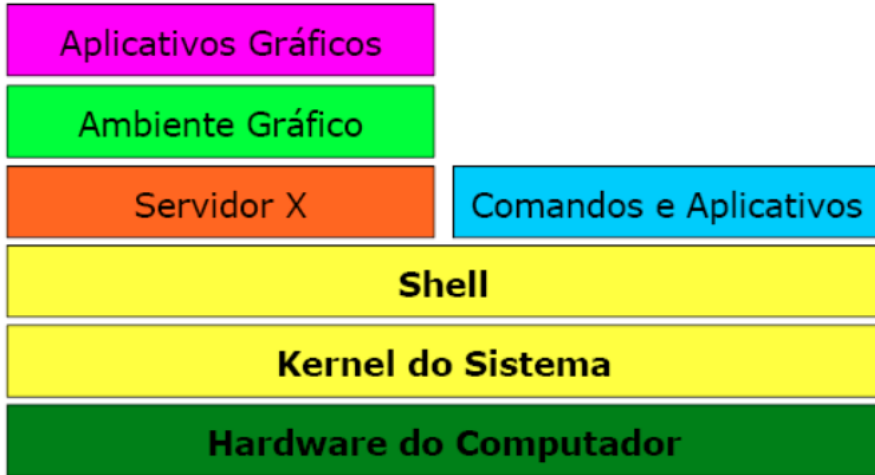 Aplicativos Gráficos
Ambiente Gráfico
Servidor X
Comandos e Aplicativos
Shell
Kernel do Sistema
Hardware do Computador